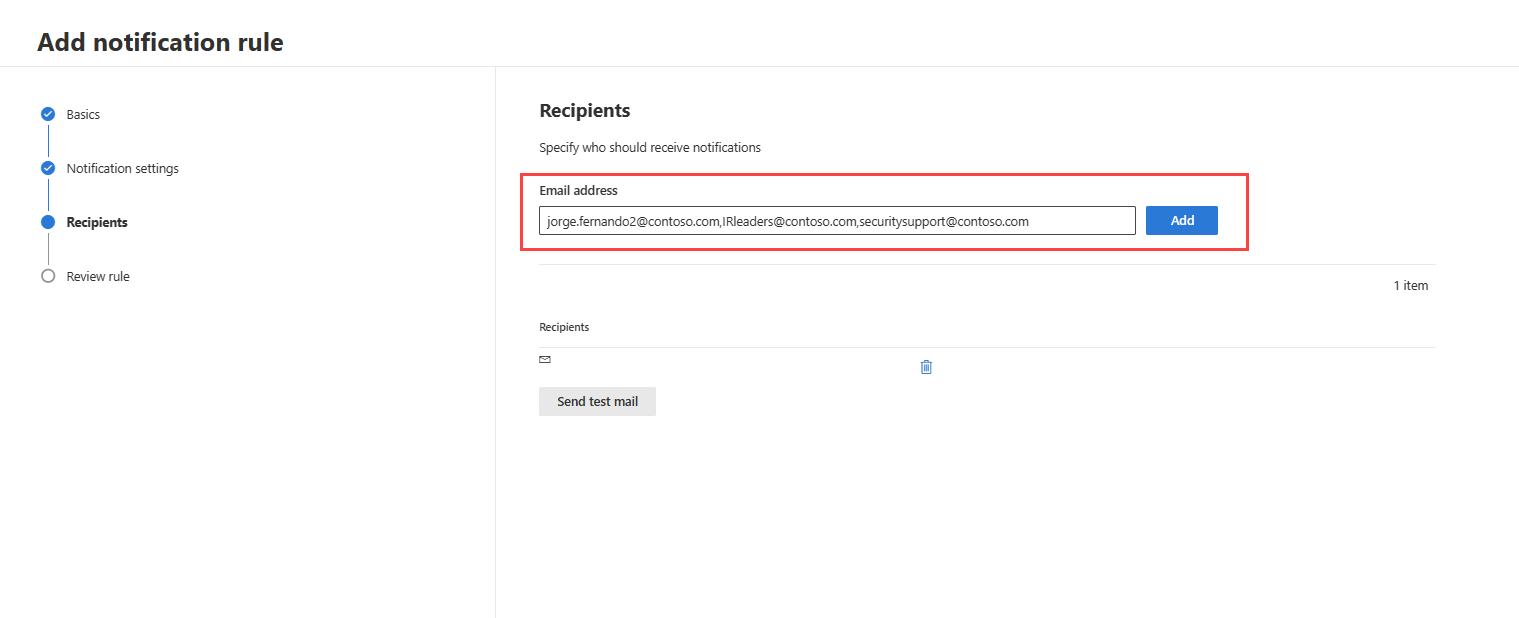 Add notification rule
Basics
Notification settings
Recipients
Review rule
Recipients
Specify who should receive notifications
Email address
jorge.fernando2@contoso.com,IRleaders@contoso.com,securitysupport@contoso.com
Add
1 item
Recipients
Send test mail